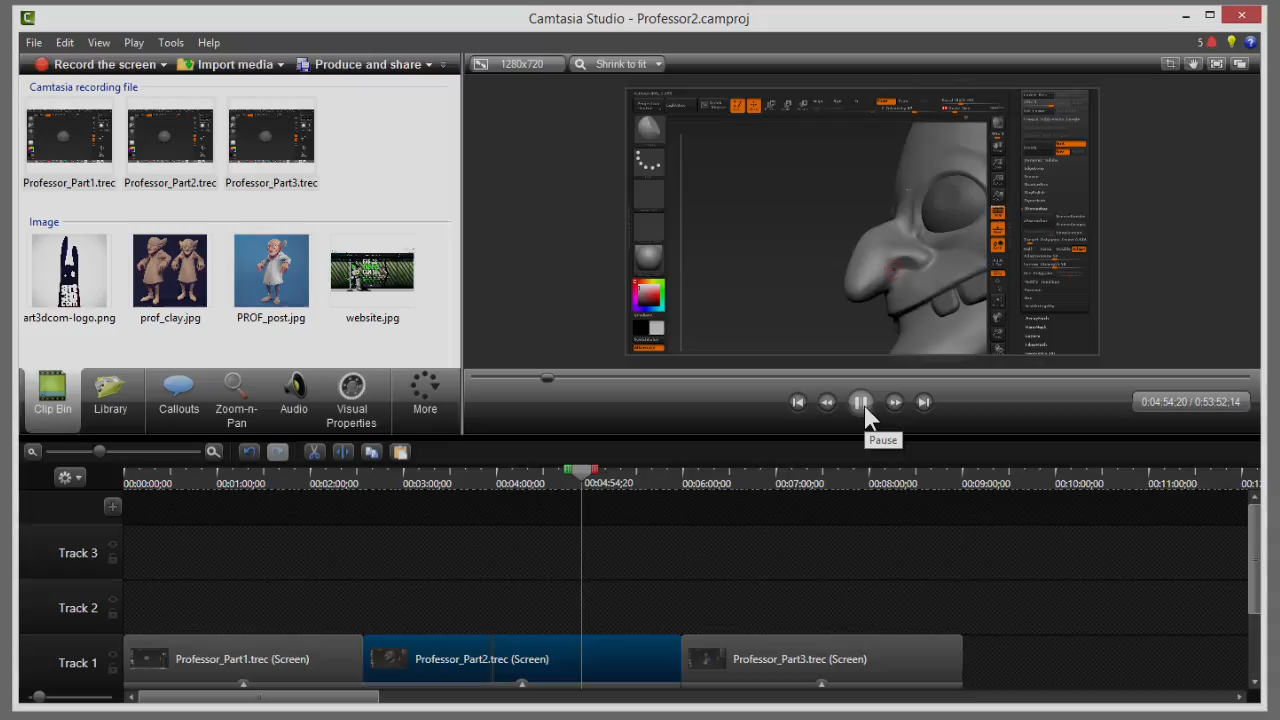 Camtasia Studio - Professor2.camproj
File Edit View Play Tools Help
5
Record the screen Import media Produce and share
1280x720 Shrink to fit
Camtasia recording file
Professor_Part1.trec Professor_Part2.trec Professor_Part3.trec
Image
art3dcom-logo.png prof_clay.jpg PROF_post.jpg website.jpg
Clip Bin Library Callouts Zoom-n-Pan Audio Visual Properties More
0:04:54;20 / 0:53:52;14
Pause
00:00:00;00 00:01:00;00 00:02:00;00 00:03:00;00 00:04:00;00 00:04:54;20 00:06:00;00 00:07:00;00 00:08:00;00 00:09:00;00 00:10:00;00 00:11:00;00
Track 3
Track 2
Track 1 Professor_Part1.trec (Screen) Professor_Part2.trec (Screen) Professor_Part3.trec (Screen)